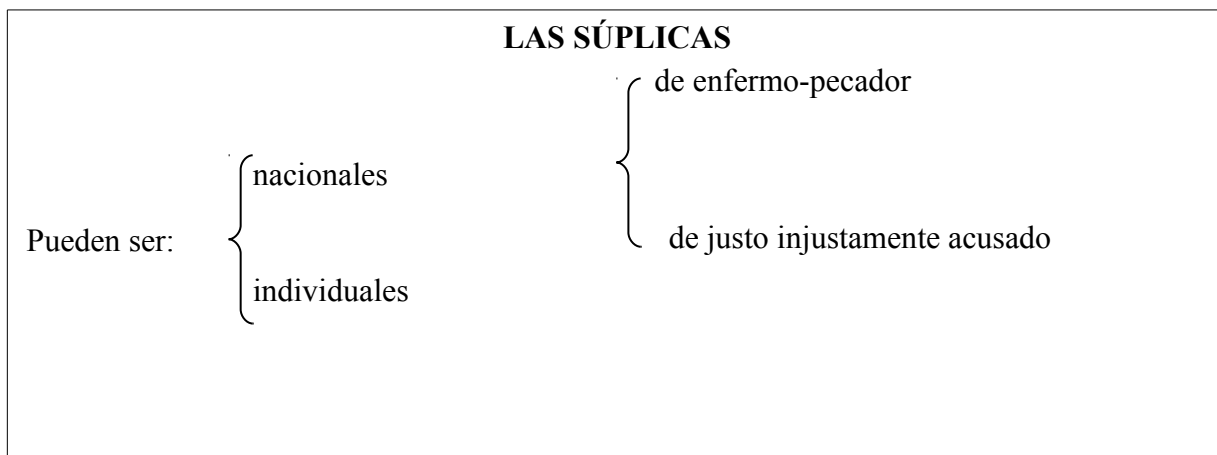 LAS SÚPLICAS
de enfermo-pecador
nacionales
Pueden ser:
de justo injustamente acusado
individuales